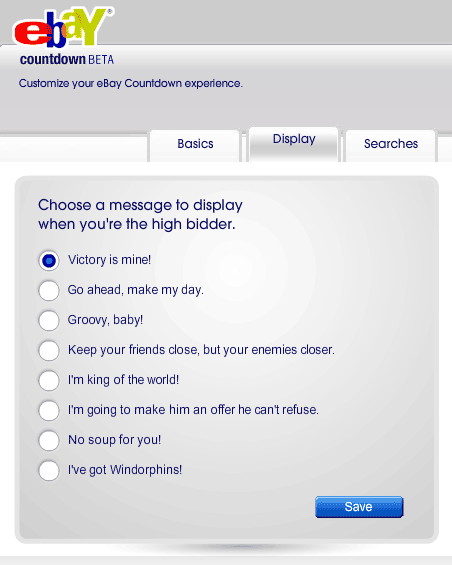 ebay®
countdown BETA
Customize your eBay Countdown experience.
Basics
Display
Searches
Choose a message to display
when you're the high bidder.
Victory is mine!
Go ahead, make my day.
Groovy, baby!
Keep your friends close, but your enemies closer.
I'm king of the world!
I'm going to make him an offer he can't refuse.
No soup for you!
I've got Windorphins!
Save